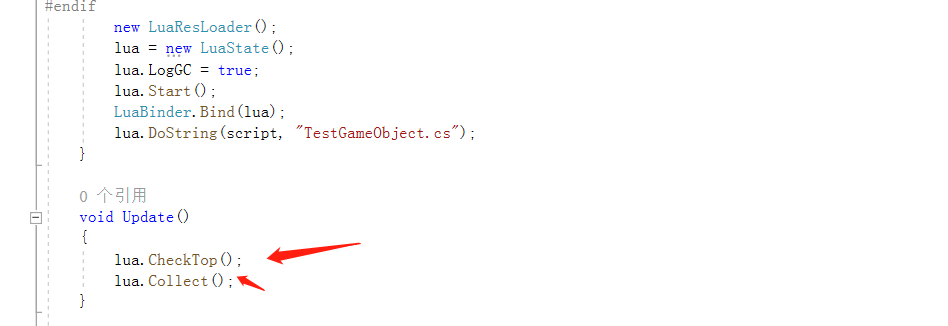 #endif
new LuaResLoader();
lua = new LuaState();
lua.LogGC = true;
lua.Start();
LuaBinder.Bind(lua);
lua.DoString(script, "TestGameObject.cs");
}
0 个引用
void Update()
{
lua.CheckTop();
lua.Collect();
}